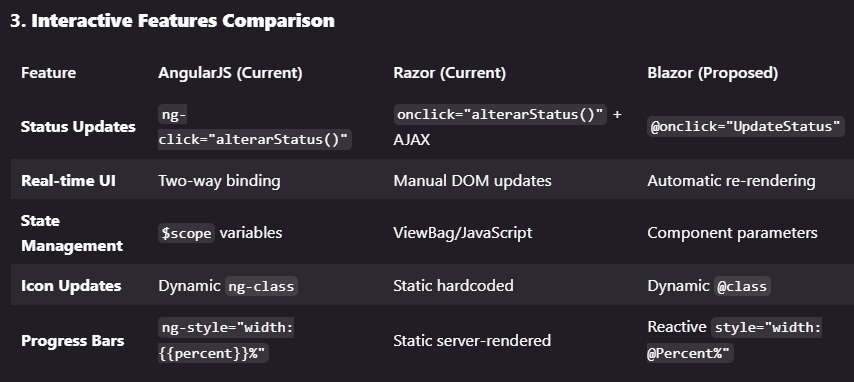 3. Interactive Features Comparison
Feature AngularJS (Current) Razor (Current) Blazor (Proposed)
Status Updates ng-click="alterarStatus()" onclick="alterarStatus()" + AJAX @onclick="UpdateStatus"
Real-time UI Two-way binding Manual DOM updates Automatic re-rendering
State Management $scope variables ViewBag/JavaScript Component parameters
Icon Updates Dynamic ng-class Static hardcoded Dynamic @class
Progress Bars ng-style="width: {{percent}}%" Static server-rendered Reactive style="width: @Percent%"